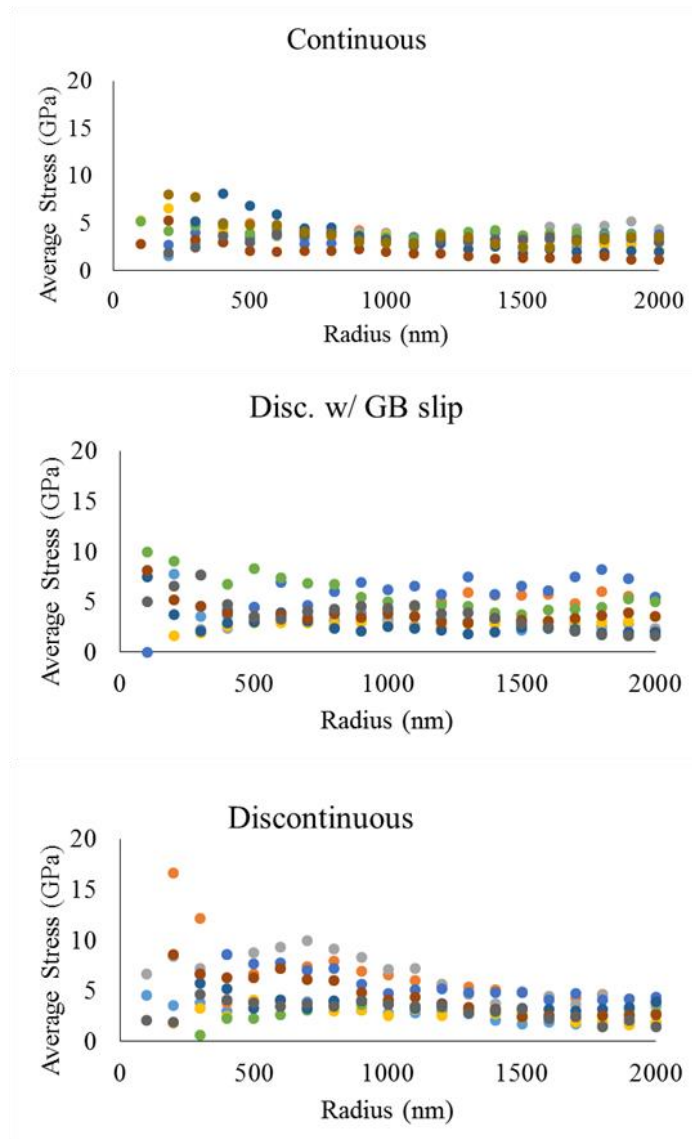 Continuous
20
15
10
5
0
Average Stress (GPa)
0 500 1000 1500 2000
Radius (nm)
Disc. w/ GB slip
20
15
10
5
0
Average Stress ((GPa)
0 500 1000 1500 2000
Radius (nm)
Discontinuous
20
15
10
5
0
Average Stress (GPa)
0 500 1000 1500 2000
Radius (nm)